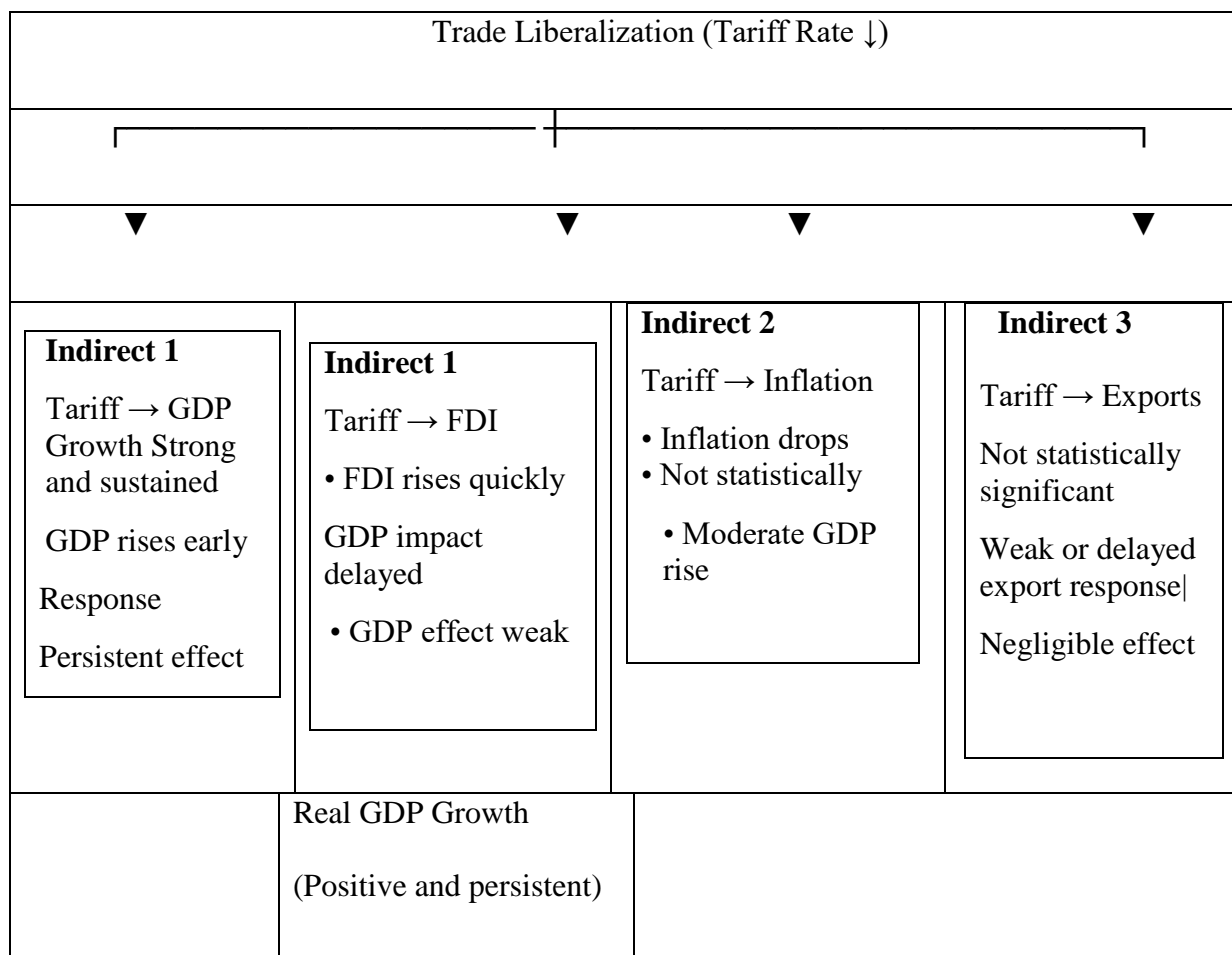 Trade Liberalization (Tariff Rate ↓)
▼ ▼ ▼ ▼
Indirect 1
Tariff → GDP
Growth Strong
and sustained
GDP rises early
Response
Persistent effect
Indirect 1
Tariff → FDI
• FDI rises quickly
GDP impact
delayed
• GDP effect weak
Indirect 2
Tariff → Inflation
• Inflation drops
• Not statistically
• Moderate GDP
rise
Indirect 3
Tariff → Exports
Not statistically
significant
Weak or delayed
export response|
Negligible effect
Real GDP Growth
(Positive and persistent)